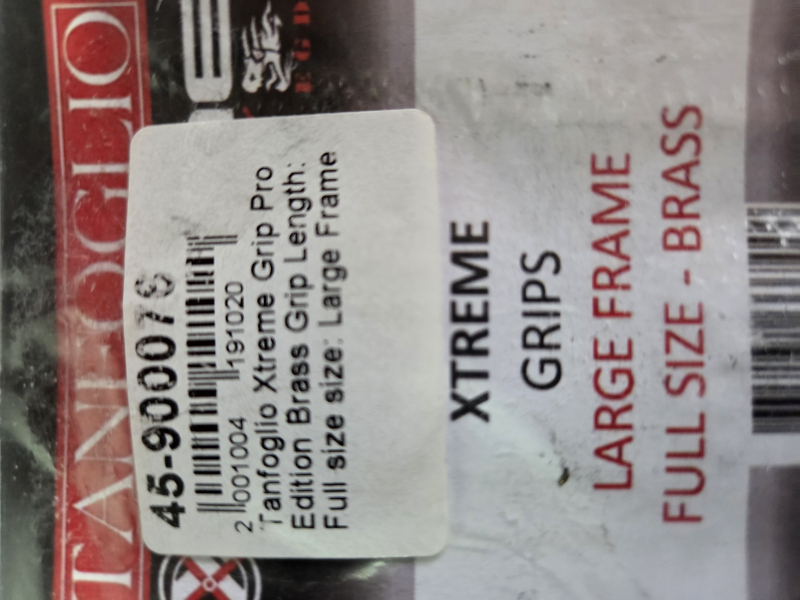 TANFOGLIO
45-900076
2 001004 191020
Tanfoglio Xtreme Grip Pro
Edition Brass Grip Length:
Full size size: Large Frame
XTREME
GRIPS
LARGE FRAME
FULL SIZE - BRASS